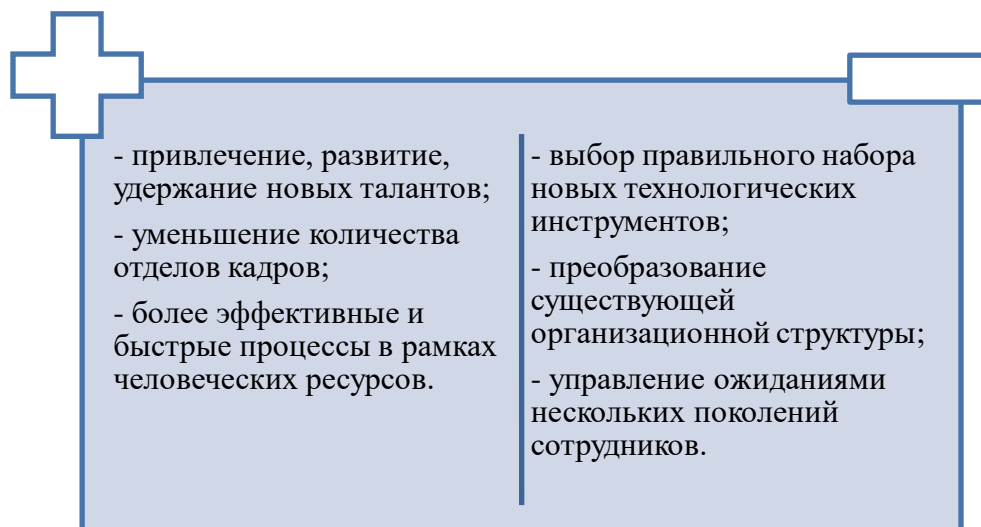 - привлечение, развитие,
удержание новых талантов;
- уменьшение количества
отделов кадров;
- более эффективные и
быстрые процессы в рамках
человеческих ресурсов.
- выбор правильного набора
новых технологических
инструментов;
- преобразование
существующей
организационной структуры;
- управление ожиданиями
нескольких поколений
сотрудников.